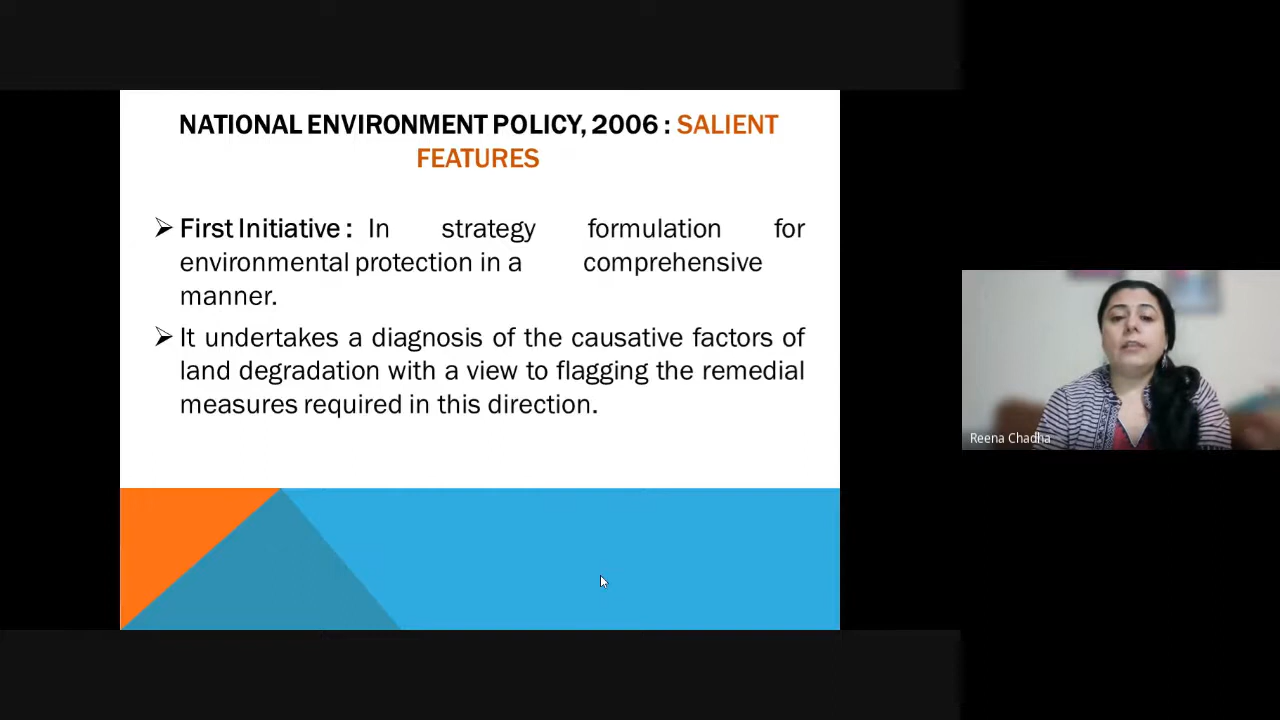 NATIONAL ENVIRONMENT POLICY, 2006 : SALIENT
FEATURES
First Initiative : In strategy formulation for
environmental protection in a comprehensive
manner.
It undertakes a diagnosis of the causative factors of
land degradation with a view to flagging the remedial
measures required in this direction.
Reena Chadha